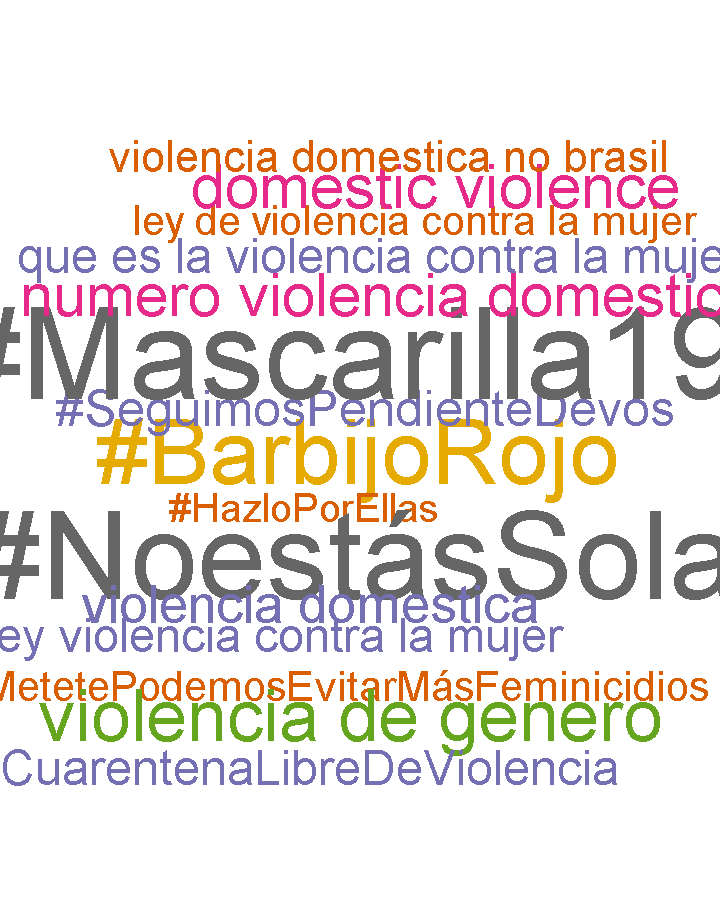 violencia domestica no brasil
domestic violence
ley de violencia contra la mujer
que es la violencia contra la muje
numero violencia domestic
#Mascarilla19
#SeguimosPendienteDevos
#BarbijoRojo
#HazloPorEllas
#NoestásSola
violencia domestica
ey violencia contra la mujer
MetetePodemosEvitarMásFeminicidios
violencia de genero
CuarentenaLibreDeViolencia